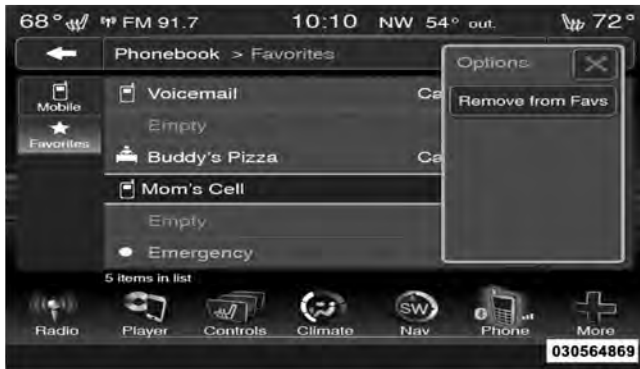 68° FM 91.7 10:10 NW 54° out. 72°
Phonebook > Favorites
Options
Mobile
Voicemail Ca
Remove from Favs
Empty
Favorites
Buddy's Pizza Ca
Mom's Cell
Empty
Emergency
5 items in list
SW
Radio Player Controls Climate Nav Phone More
030564869